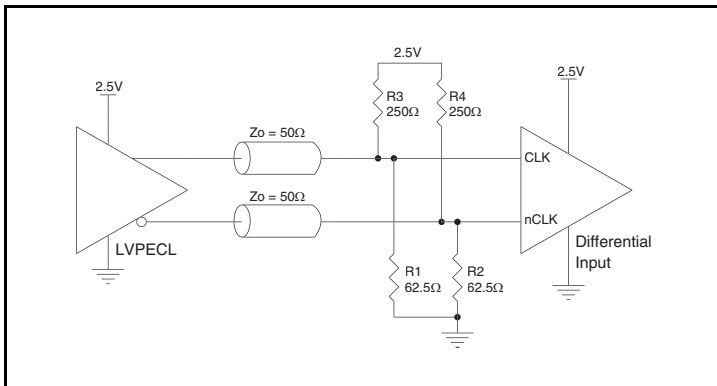 2.5V
2.5V
2.5V
R3
250Ω
R4
250Ω
Zo = 50Ω
CLK
Zo = 50Ω
nCLK
LVPECL
Differential
Input
R1
62.5Ω
R2
62.5Ω